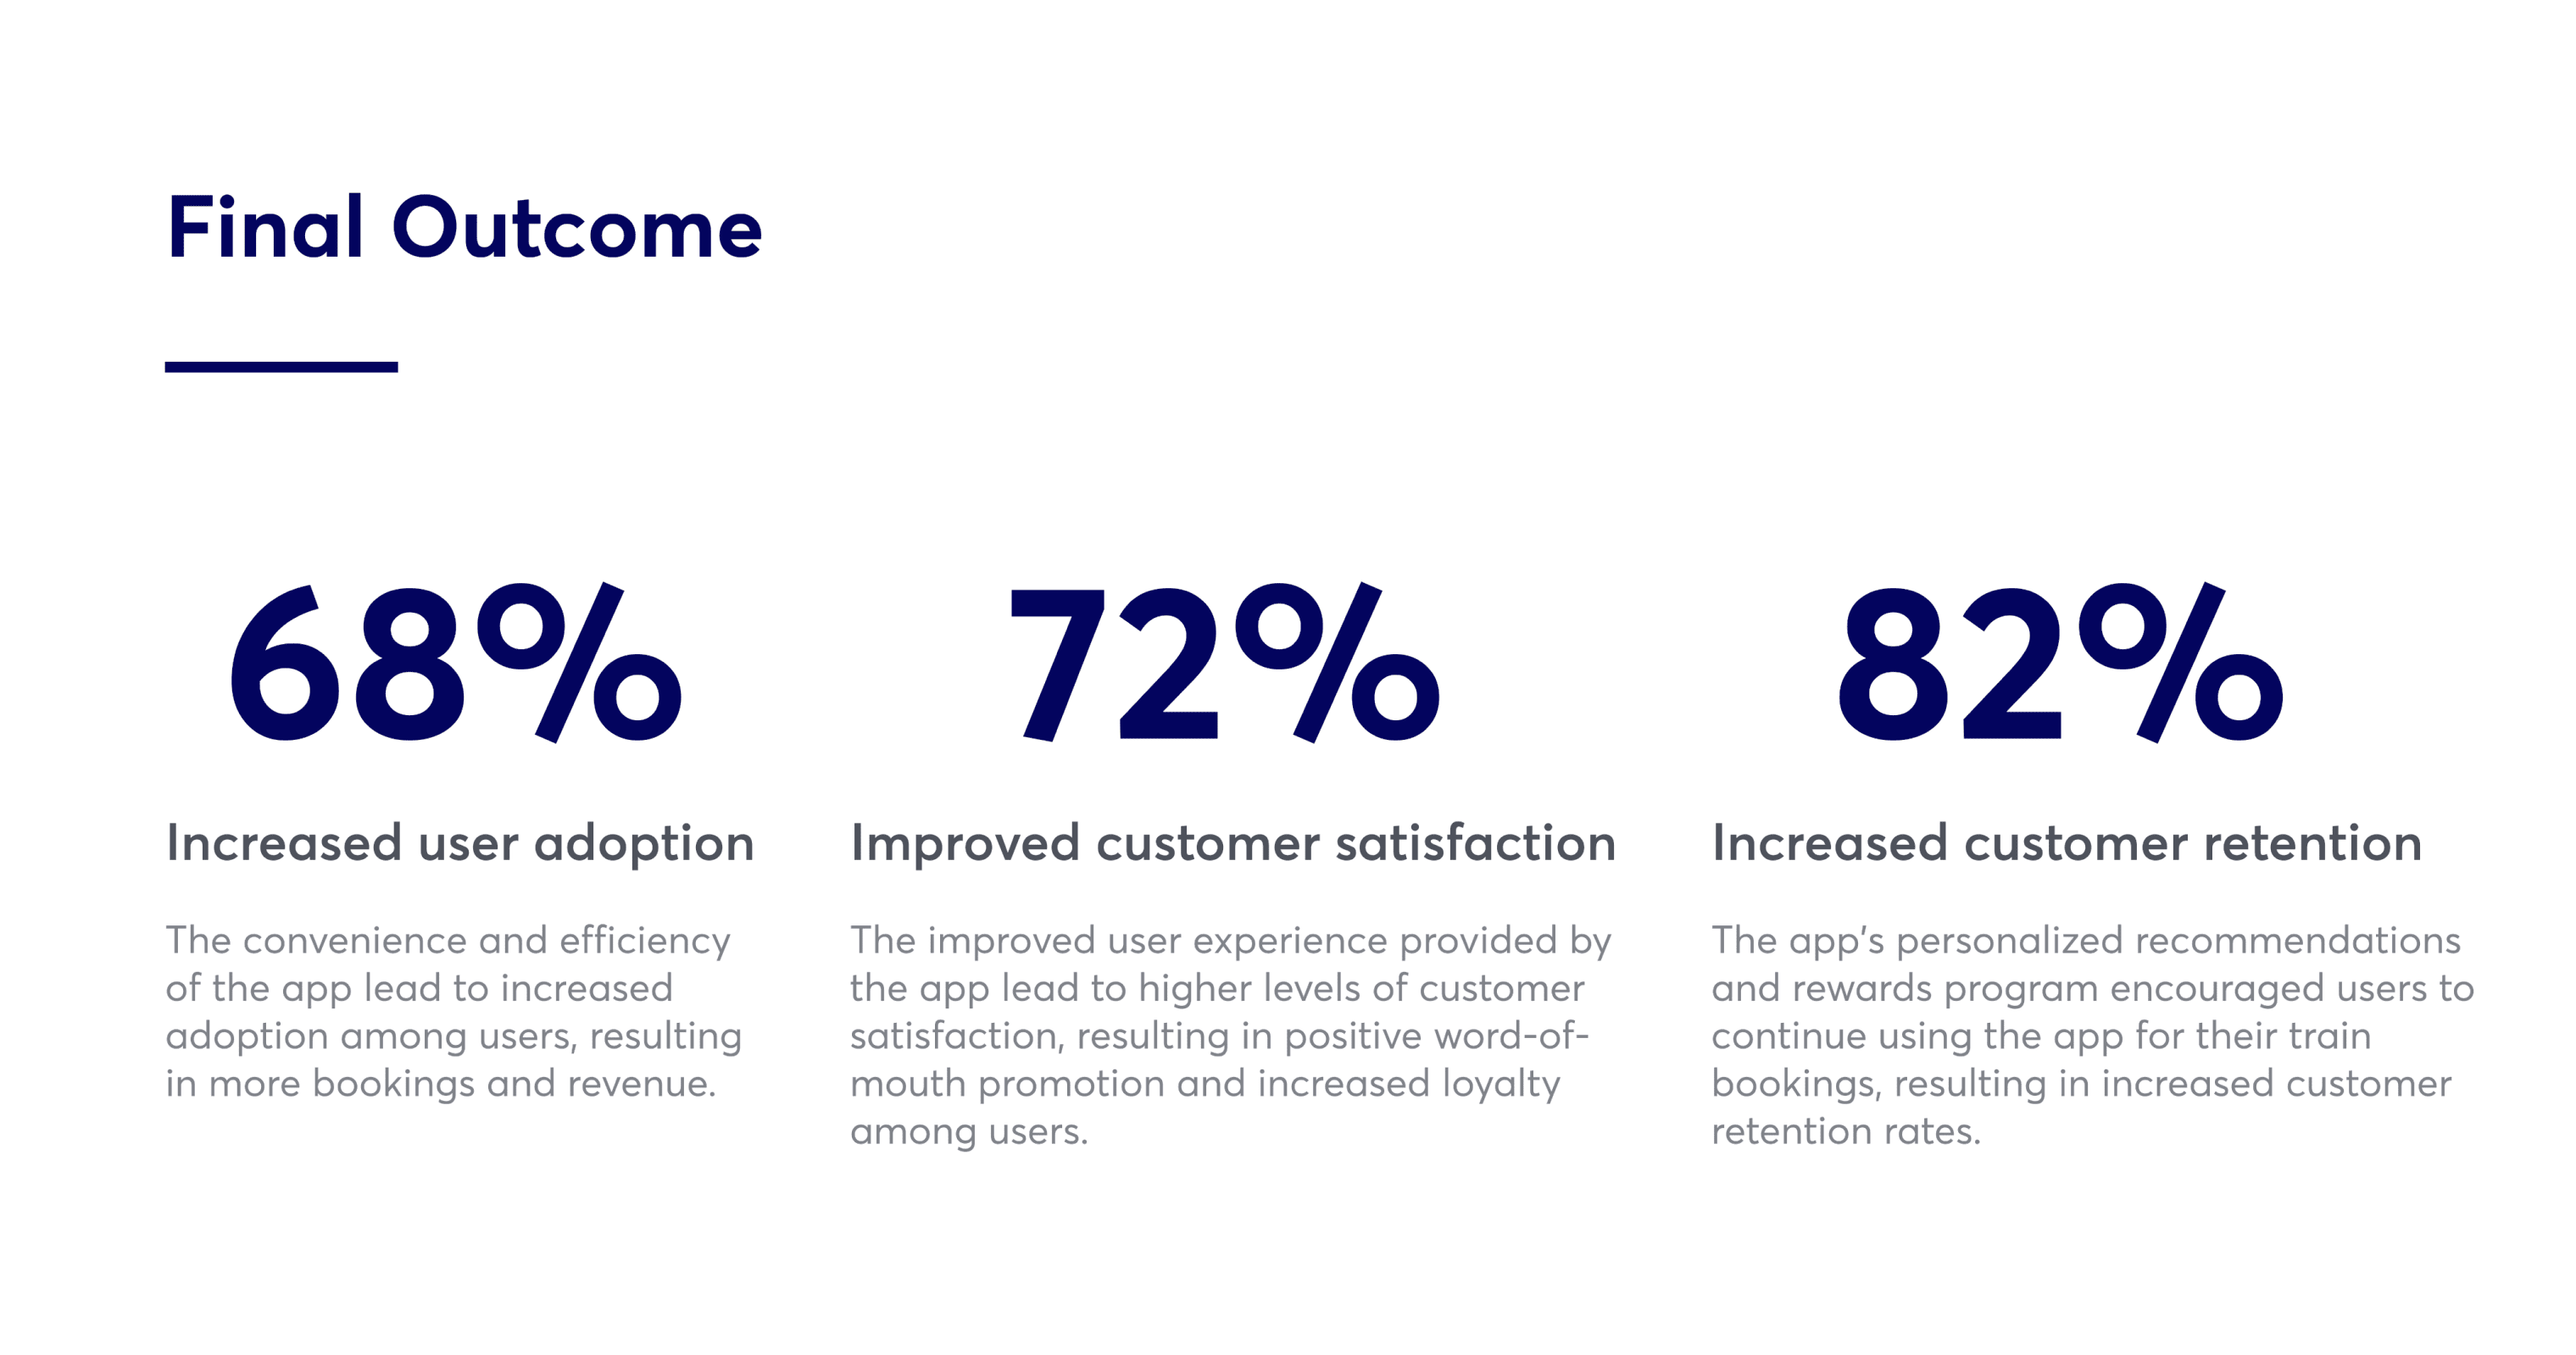 Final Outcome
68%
Increased user adoption
The convenience and efficiency
of the app lead to increased
adoption among users, resulting
in more bookings and revenue.
72%
Improved customer satisfaction
The improved user experience provided by
the app lead to higher levels of customer
satisfaction, resulting in positive word-of-
mouth promotion and increased loyalty
among users.
82%
Increased customer retention
The app's personalized recommendations
and rewards program encouraged users to
continue using the app for their train
bookings, resulting in increased customer
retention rates.